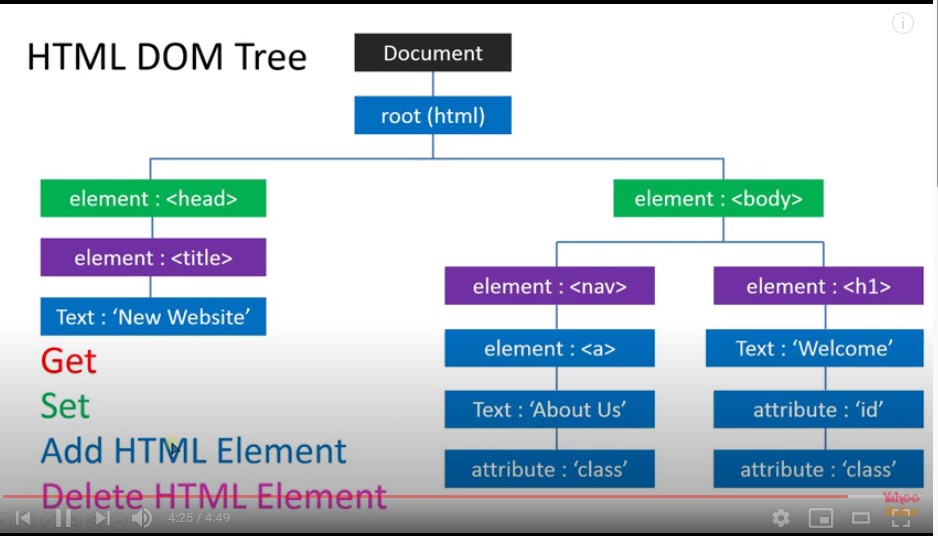 HTML DOM Tree
Document
root (html)
element : <head>
element : <body>
element : <title>
element : <nav>
element : <h1>
Text : ‘New Website’
element : <a>
Text : ‘Welcome’
Get
Set
Text : ‘About Us’
attribute : ‘id’
Add HTML Element
attribute : ‘class’
attribute : ‘class’
Delete HTML Element
4:25 / 4:49
Yahoo